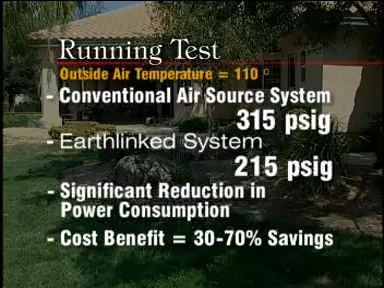 Running Test
Outside Air Temperature = 110 °
- Conventional Air Source System
315 psig
- Earthlinked System
215 psig
- Significant Reduction in
Power Consumption
- Cost Benefit = 30-70% Savings